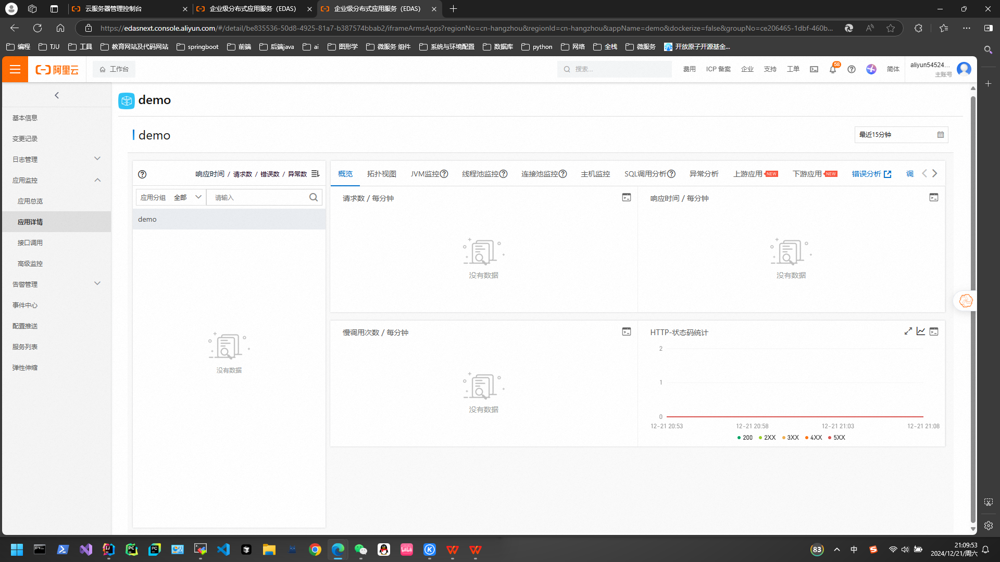 云服务器管理控制台
企业级分布式应用服务（EDAS）
企业级分布式应用服务（EDAS）
https://edasnext.console.aliyun.com/#/detail/be835536-50d8-4925-81a7-b387574bbab2/iframeArmsApps?regionNo=cn-hangzhou&regionId=cn-hangzhou&appName=demo&dockerize=false&groupNo=ce206465-1dbf-460b...
编程 TJU 工具 教育网站及代码网站 springboot 前端 后端java ai 图形学 微服务 组件 系统与环境配置 数据库 python 网络 全栈 微服务 开放原子开源基金...
阿里云 工作台 搜索... 费用 ICP 备案 企业 支持 工单 58 简体 aliyun54524...
主账号
基本信息
变更记录
日志管理
应用监控
应用总览
应用详情
接口调用
高级监控
告警管理
事件中心
配置推送
服务列表
弹性伸缩
demo
demo
最近15分钟
响应时间 / 请求数 / 错误数 / 异常数
应用分组 全部 请输入
demo
没有数据
概览 拓扑视图 JVM监控 线程池监控 连接池监控 主机监控 SQL调用分析 异常分析 上游应用 NEW 下游应用 NEW 错误分析 调
请求数 / 每分钟
没有数据
响应时间 / 每分钟
没有数据
慢调用次数 / 每分钟
没有数据
HTTP-状态码统计
2
1
0
12-21 20:53 12-21 20:58 12-21 21:03 12-21 21:08
200 2XX 3XX 4XX 5XX
83 中 21:09:53
2024/12/21/周六